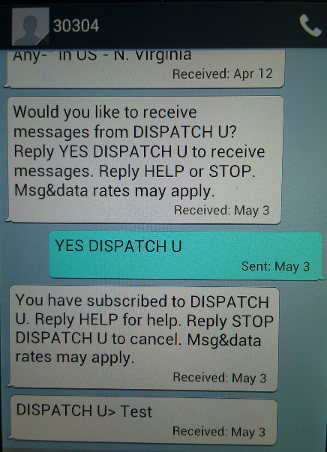 30304
Any-" in US - N. Virginia
Received: Apr 12
Would you like to receive
messages from DISPATCH U?
Reply YES DISPATCH U to receive
messages. Reply HELP or STOP.
Msg&data rates may apply.
Received: May 3
YES DISPATCH U
Sent: May 3
You have subscribed to DISPATCH
U. Reply HELP for help. Reply STOP
DISPATCH U to cancel. Msg&data
rates may apply.
Received: May 3
DISPATCH U> Test
Received: May 3